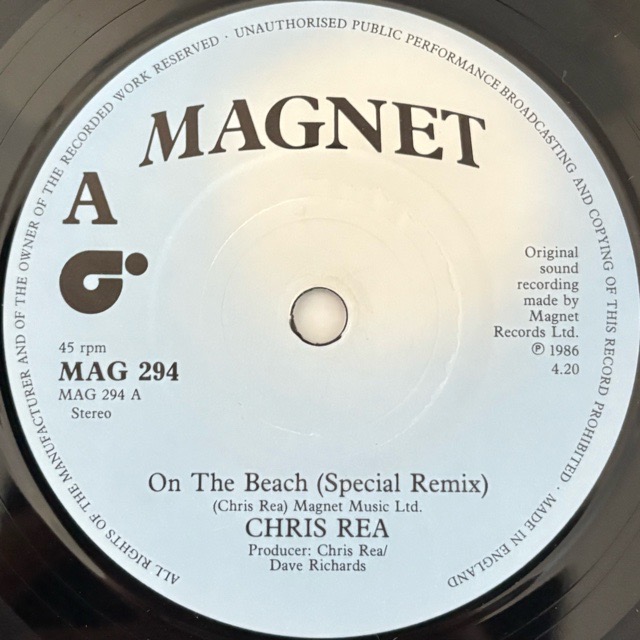 ALL RIGHTS OF THE MANUFACTURER AND OF THE OWNER OF THE RECORDED WORK RESERVED · UNAUTHORISED PUBLIC PERFORMANCE BROADCASTING AND COPYING OF THIS RECORD PROHIBITED · MADE IN ENGLAND
MAGNET
A
Original
sound
recording
made by
Magnet
Records Ltd.
℗ 1986
4.20
45 rpm
MAG 294
MAG 294 A
Stereo
On The Beach (Special Remix)
(Chris Rea) Magnet Music Ltd.
CHRIS REA
Producer: Chris Rea/
Dave Richards